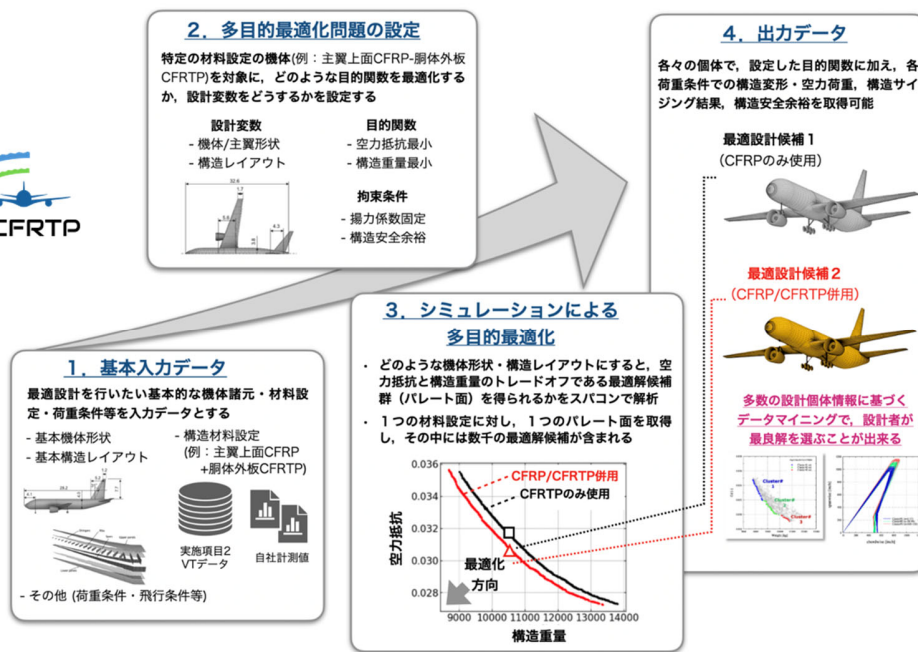 CFRTP
2．多目的最適化問題の設定
特定の材料設定の機体(例：主翼上面CFRP-胴体外板
CFRTP)を対象に，どのような目的関数を最適化する
か，設計変数をどうするかを設定する
設計変数
- 機体/主翼形状
- 構造レイアウト
目的関数
- 空力抵抗最小
- 構造重量最小
拘束条件
- 揚力係数固定
- 構造安全余裕
1．基本入力データ
最適設計を行いたい基本的な機体諸元・材料設
定・荷重条件等を入力データとする
- 基本機体形状
- 基本構造レイアウト
- 構造材料設定
（例：主翼上面CFRP
+胴体外板CFRTP）
実施項目2
VTデータ
自社計測値
- その他 (荷重条件・飛行条件等)
3．シミュレーションによる
多目的最適化
・ どのような機体形状・構造レイアウトにすると，空
力抵抗と構造重量のトレードオフである最適解候補
群（パレート面）を得られるかをスパコンで解析
・ １つの材料設定に対し，１つのパレート面を取得
し，その中には数千の最適解候補が含まれる
0.036
0.034
0.032
0.030
0.028
空力抵抗
CFRP/CFRTP併用
CFRTPのみ使用
最適化
方向
9000 10000 11000 12000 13000 14000
構造重量
4．出力データ
各々の個体で，設定した目的関数に加え，各
荷重条件での構造変形・空力荷重，構造サイ
ジング結果，構造安全余裕を取得可能
最適設計候補１
（CFRPのみ使用）
最適設計候補２
（CFRP/CFRTP併用）
多数の設計個体情報に基づく
データマイニングで，設計者が
最良解を選ぶことが出来る